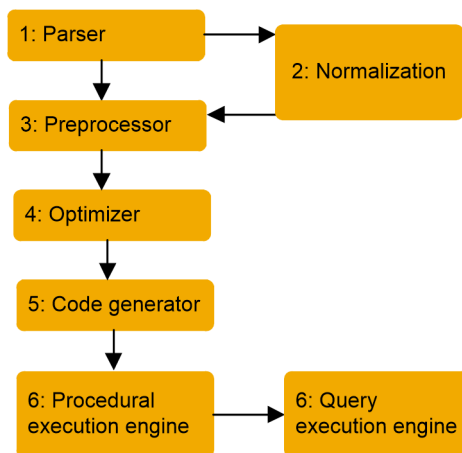 1: Parser
2: Normalization
3: Preprocessor
4: Optimizer
5: Code generator
6: Procedural
execution engine
6: Query
execution engine